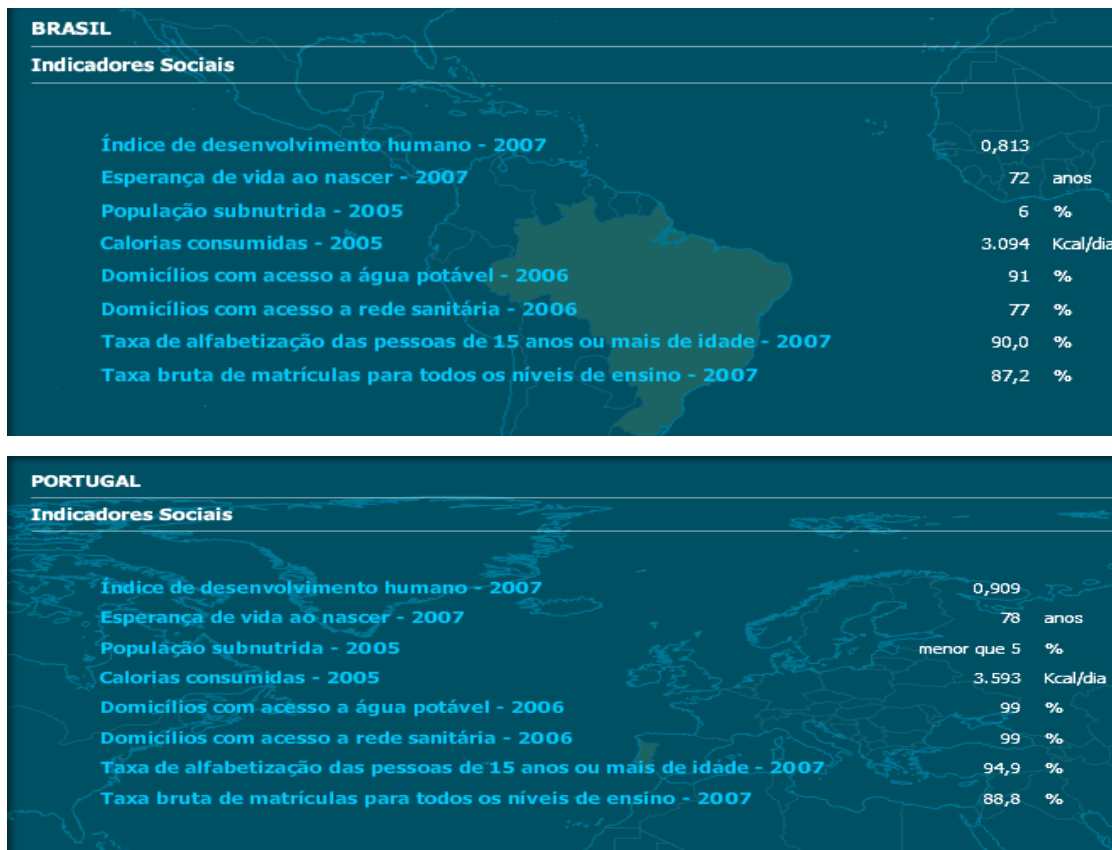 BRASIL
Indicadores Sociais
Índice de desenvolvimento humano - 2007 0,813
Esperança de vida ao nascer - 2007 72 anos
População subnutrida - 2005 6 %
Calorias consumidas - 2005 3.094 Kcal/dia
Domicílios com acesso a água potável - 2006 91 %
Domicílios com acesso a rede sanitária - 2006 77 %
Taxa de alfabetização das pessoas de 15 anos ou mais de idade - 2007 90,0 %
Taxa bruta de matrículas para todos os níveis de ensino - 2007 87,2 %
PORTUGAL
Indicadores Sociais
Índice de desenvolvimento humano - 2007 0,909
Esperança de vida ao nascer - 2007 78 anos
População subnutrida - 2005 menor que 5 %
Calorias consumidas - 2005 3.593 Kcal/dia
Domicílios com acesso a água potável - 2006 99 %
Domicílios com acesso a rede sanitária - 2006 99 %
Taxa de alfabetização das pessoas de 15 anos ou mais de idade - 2007 94,9 %
Taxa bruta de matrículas para todos os níveis de ensino - 2007 88,8 %